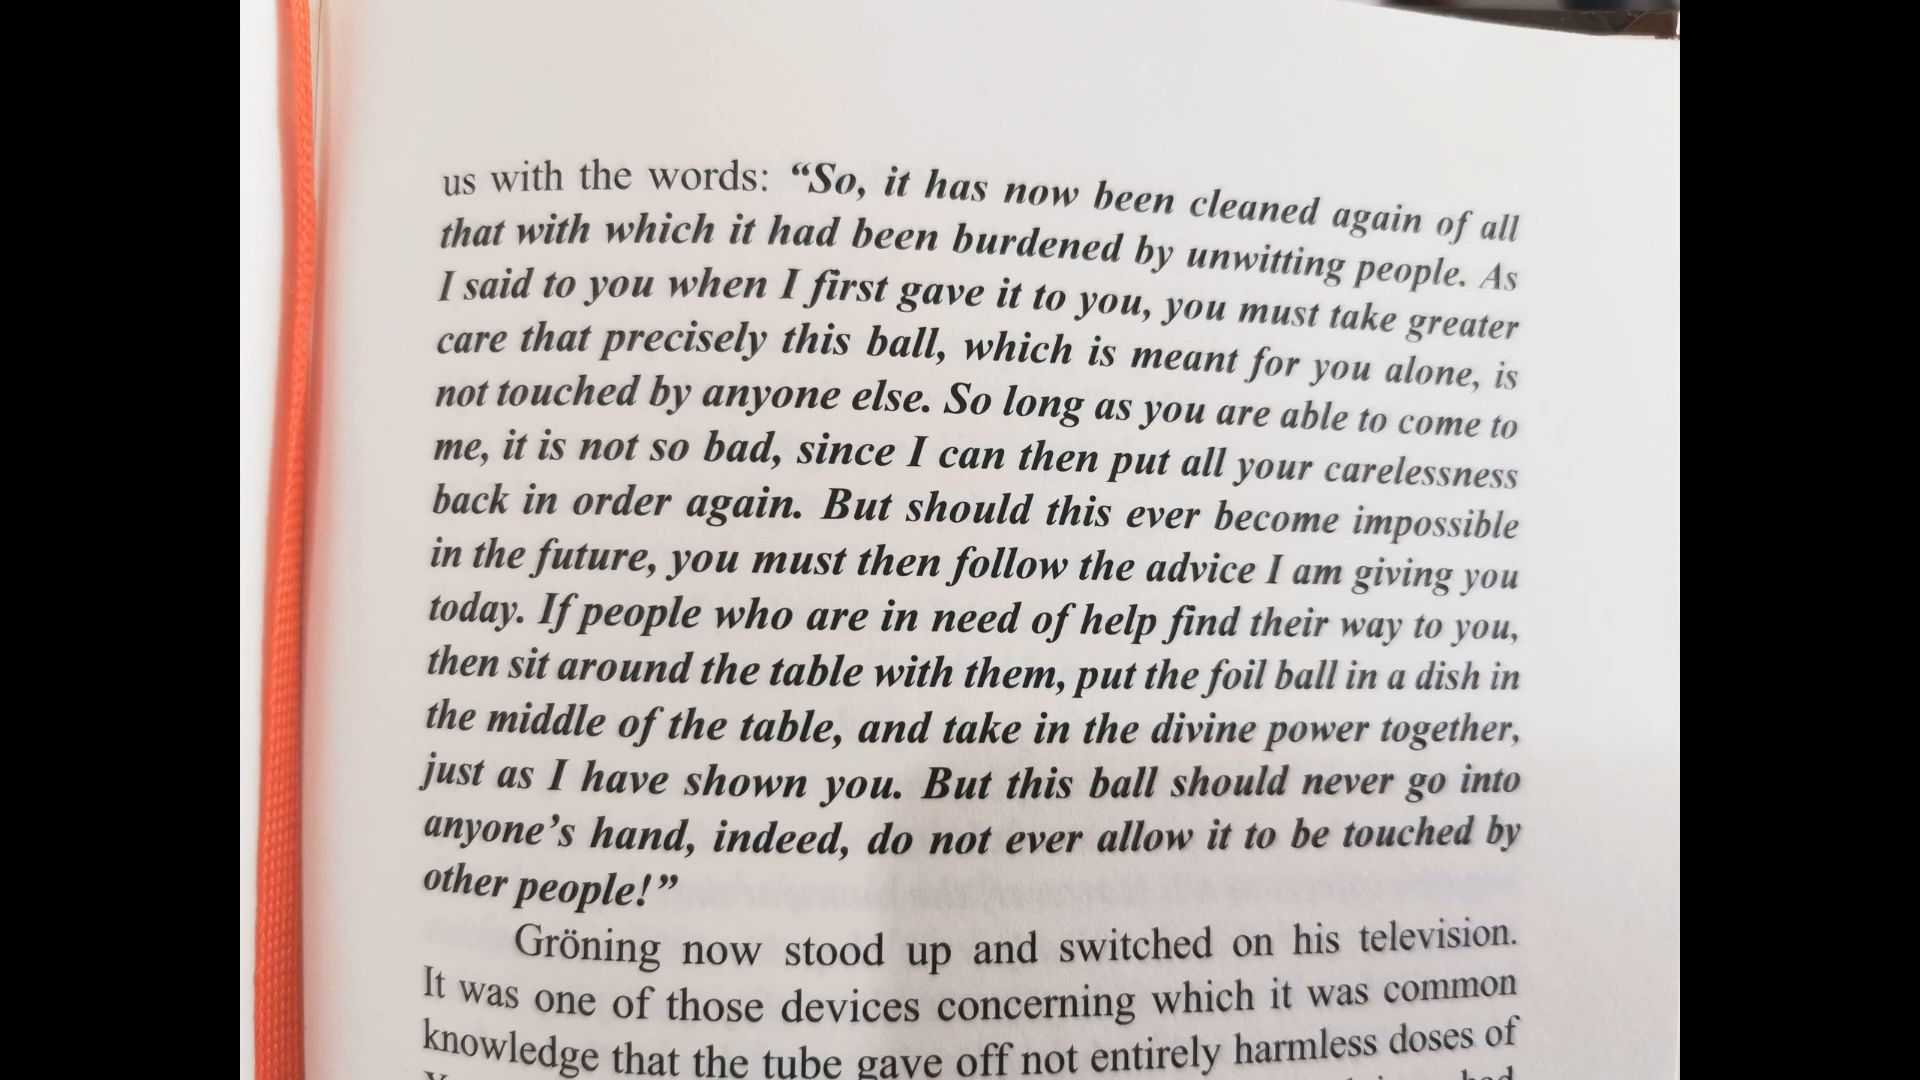 us with the words: “So, it has now been cleaned again of all
that with which it had been burdened by unwitting people. As
I said to you when I first gave it to you, you must take greater
care that precisely this ball, which is meant for you alone, is
not touched by anyone else. So long as you are able to come to
me, it is not so bad, since I can then put all your carelessness
back in order again. But should this ever become impossible
in the future, you must then follow the advice I am giving you
today. If people who are in need of help find their way to you,
then sit around the table with them, put the foil ball in a dish in
the middle of the table, and take in the divine power together,
just as I have shown you. But this ball should never go into
anyone’s hand, indeed, do not ever allow it to be touched by
other people!”
Gröning now stood up and switched on his television.
It was one of those devices concerning which it was common
knowledge that the tube gave off not entirely harmless doses of
had